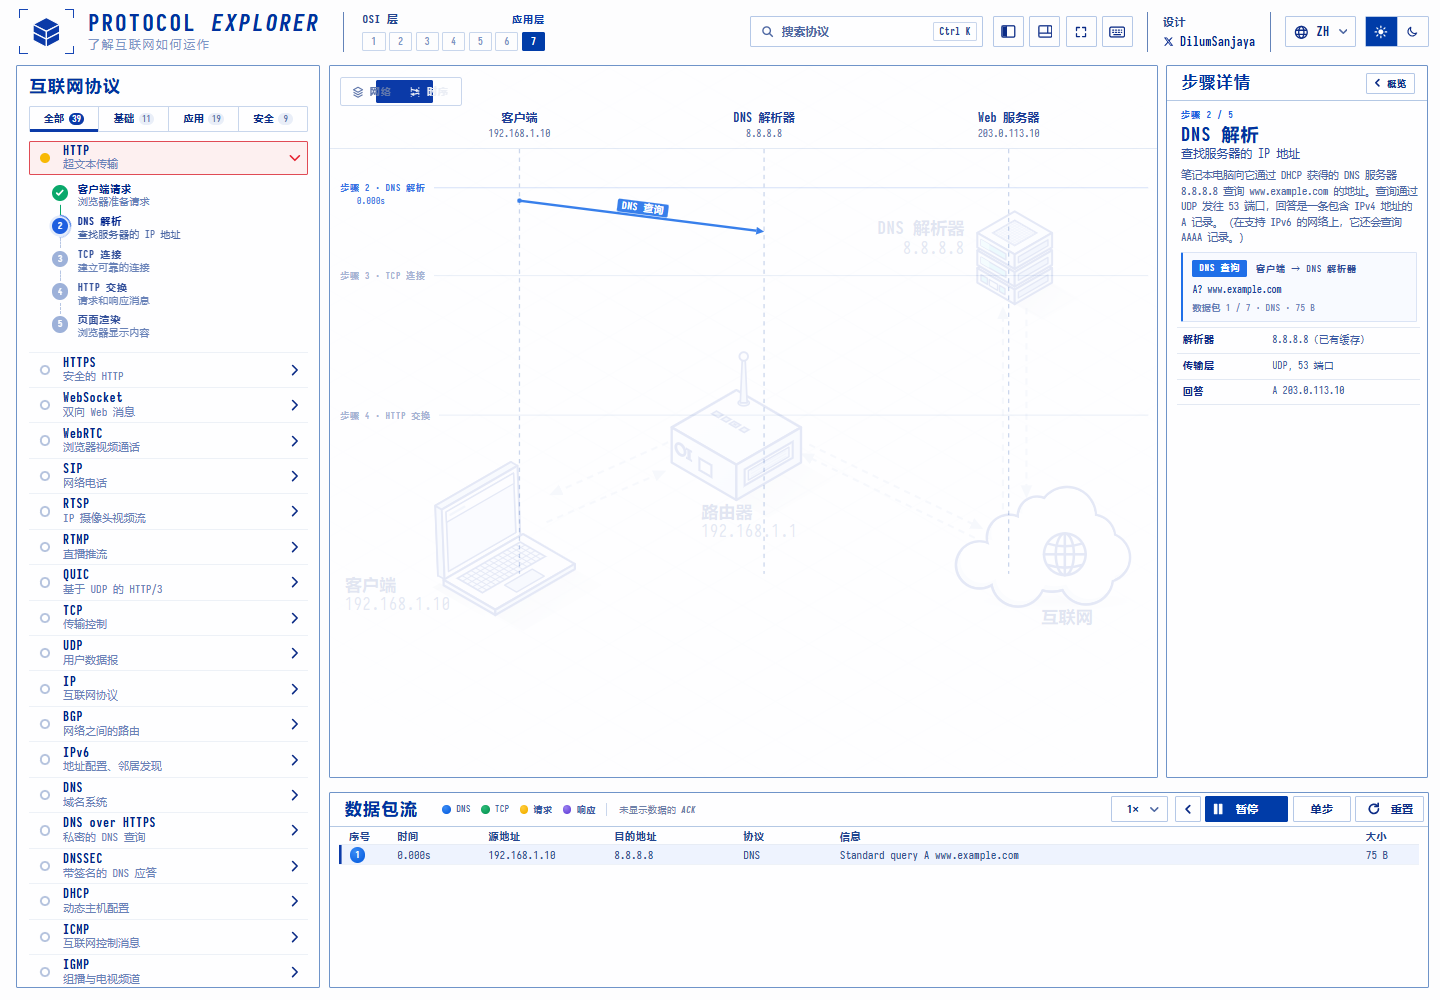 PROTOCOL EXPLORER
了解互联网如何运作
OSI 层
应用层
1 2 3 4 5 6 7
搜索协议
Ctrl K
设计
DilumSanjaya
ZH
互联网协议
全部 39
基础 11
应用 19
安全 9
HTTP
超文本传输
客户端请求
浏览器准备请求
2
DNS 解析
查找服务器的 IP 地址
3
TCP 连接
建立可靠的连接
4
HTTP 交换
请求和响应消息
5
页面渲染
浏览器显示内容
HTTPS
安全的 HTTP
WebSocket
双向 Web 消息
WebRTC
浏览器视频通话
SIP
网络电话
RTSP
IP 摄像头视频流
RTMP
直播推流
QUIC
基于 UDP 的 HTTP/3
TCP
传输控制
UDP
用户数据报
IP
互联网协议
BGP
网络之间的路由
IPv6
地址配置、邻居发现
DNS
域名系统
DNS over HTTPS
私密的 DNS 查询
DNSSEC
带签名的 DNS 应答
DHCP
动态主机配置
ICMP
互联网控制消息
IGMP
组播与电视频道
网络
时序
客户端
192.168.1.10
DNS 解析器
8.8.8.8
Web 服务器
203.0.113.10
步骤 2 · DNS 解析
0.000s
DNS 查询
步骤 3 · TCP 连接
步骤 4 · HTTP 交换
DNS 解析器
8.8.8.8
路由器
192.168.1.1
客户端
192.168.1.10
互联网
步骤详情
概览
步骤 2 / 5
DNS 解析
查找服务器的 IP 地址
笔记本电脑向它通过 DHCP 获得的 DNS 服务器
8.8.8.8 查询 www.example.com 的地址。查询通过
UDP 发往 53 端口，回答是一条包含 IPv4 地址的
A 记录。（在支持 IPv6 的网络上，它还会查询
AAAA 记录。）
DNS 查询 客户端 → DNS 解析器
A? www.example.com
数据包 1 / 7 · DNS · 75 B
解析器 8.8.8.8（已有缓存）
传输层 UDP, 53 端口
回答 A 203.0.113.10
数据包流
DNS
TCP
请求
响应
未显示数据的 ACK
1×
暂停
单步
重置
序号 时间 源地址 目的地址 协议 信息 大小
1 0.000s 192.168.1.10 8.8.8.8 DNS Standard query A www.example.com 75 B